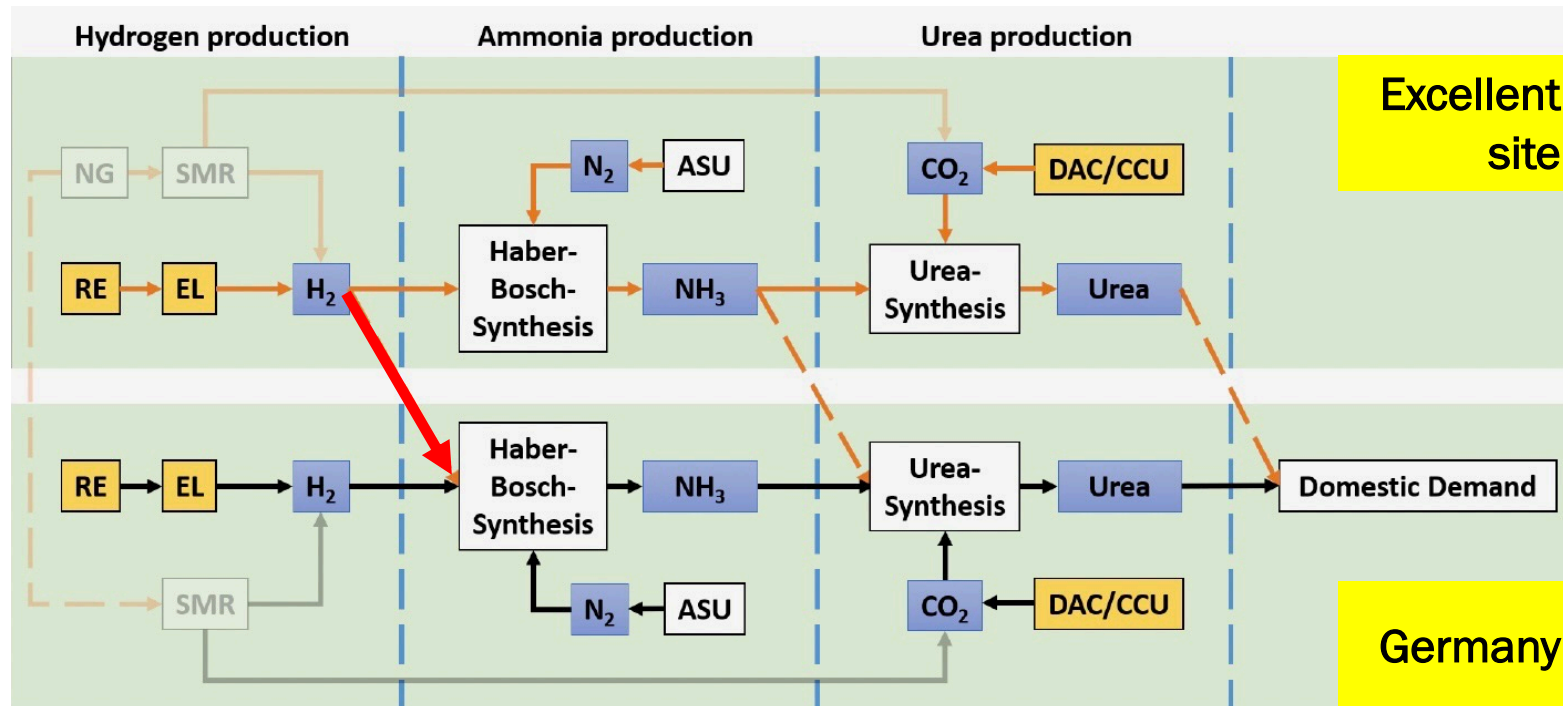 Hydrogen production
Ammonia production
Urea production
Excellent
site
NG
SMR
N₂
ASU
CO₂
DAC/CCU
RE
EL
H₂
Haber-
Bosch-
Synthesis
NH₃
Urea-
Synthesis
Urea
RE
EL
H₂
Haber-
Bosch-
Synthesis
NH₃
Urea-
Synthesis
Urea
Domestic Demand
SMR
N₂
ASU
CO₂
DAC/CCU
Germany